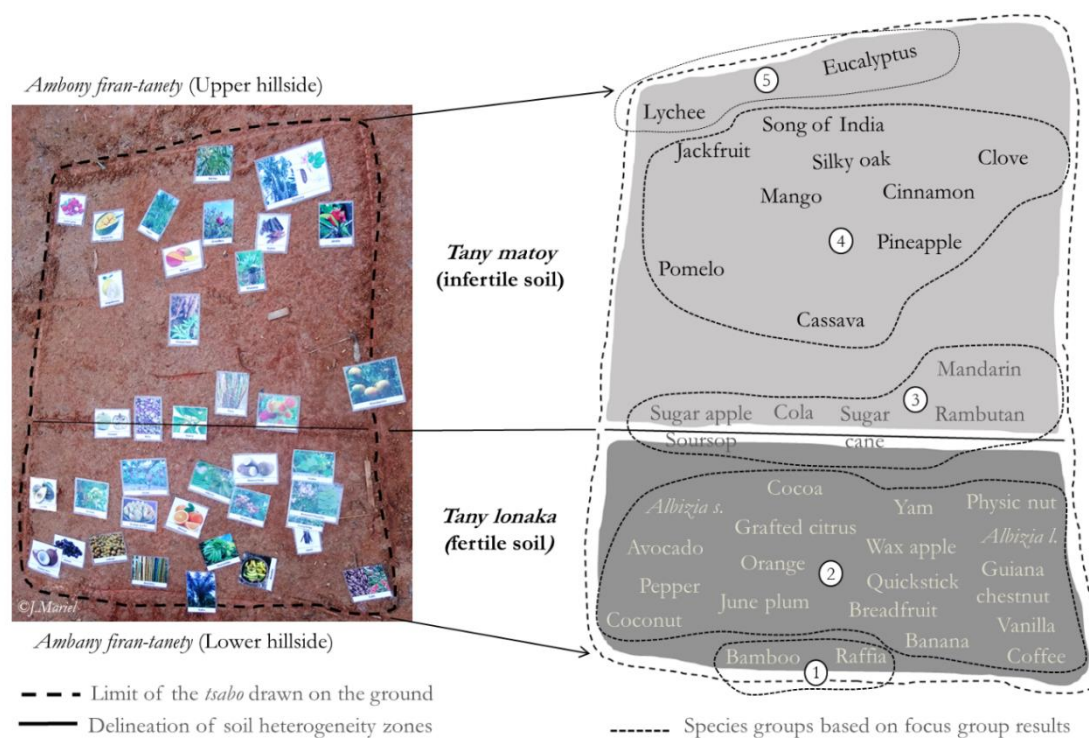 Ambony firan-tanety (Upper hillside)
©J.Mariel
Ambany firan-tanety (Lower hillside)
Tany matoy
(infertile soil)
Tany lonaka
(fertile soil)
Eucalyptus
5
Lychee
Song of India
Jackfruit
Silky oak
Clove
Mango
Cinnamon
4
Pineapple
Pomelo
Cassava
Mandarin
3
Sugar apple
Cola
Sugar
cane
Rambutan
Soursop
Cocoa
Albizia s.
Yam
Physic nut
Grafted citrus
Albizia l.
Avocado
Wax apple
Orange
2
Guiana
chestnut
Pepper
Quickstick
June plum
Breadfruit
Coconut
Vanilla
Banana
Bamboo
Raffia
Coffee
1
Limit of the tsabo drawn on the ground
Delineation of soil heterogeneity zones
Species groups based on focus group results